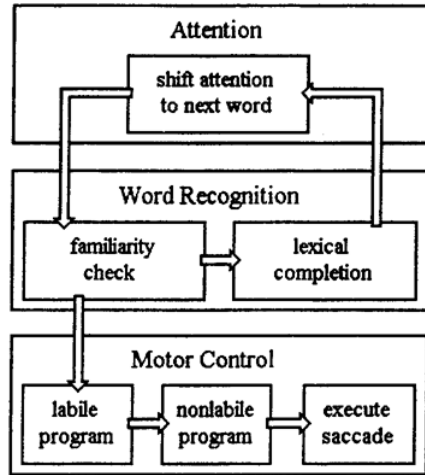 Attention
shift attention
to next word
Word Recognition
familiarity
check
lexical
completion
Motor Control
labile
program
nonlabile
program
execute
saccade